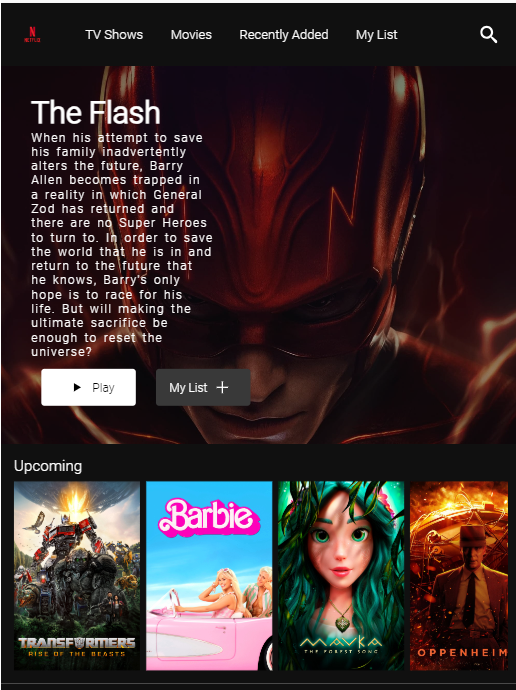 NETFLIX
TV Shows
Movies
Recently Added
My List
The Flash
When his attempt to save
his family inadvertently
alters the future, Barry
Allen becomes trapped in
a reality in which General
Zod has returned and
there are no Super Heroes
to turn to. In order to save
the world that he is in and
return to the future that
he knows, Barry's only
hope is to race for his
life. But will making the
ultimate sacrifice be
enough to reset the
universe?
Play
My List
Upcoming
Barbie
TRANSFORMERS
RISE OF THE BEASTS
MAVKA
THE FOREST SONG
OPPENHEIM